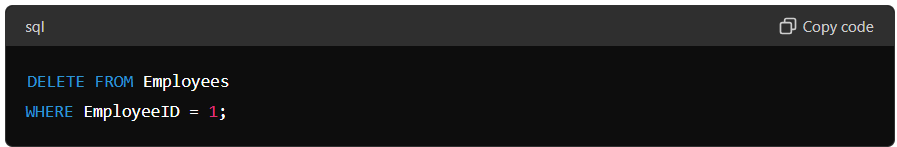 sql Copy code
DELETE FROM Employees
WHERE EmployeeID = 1;